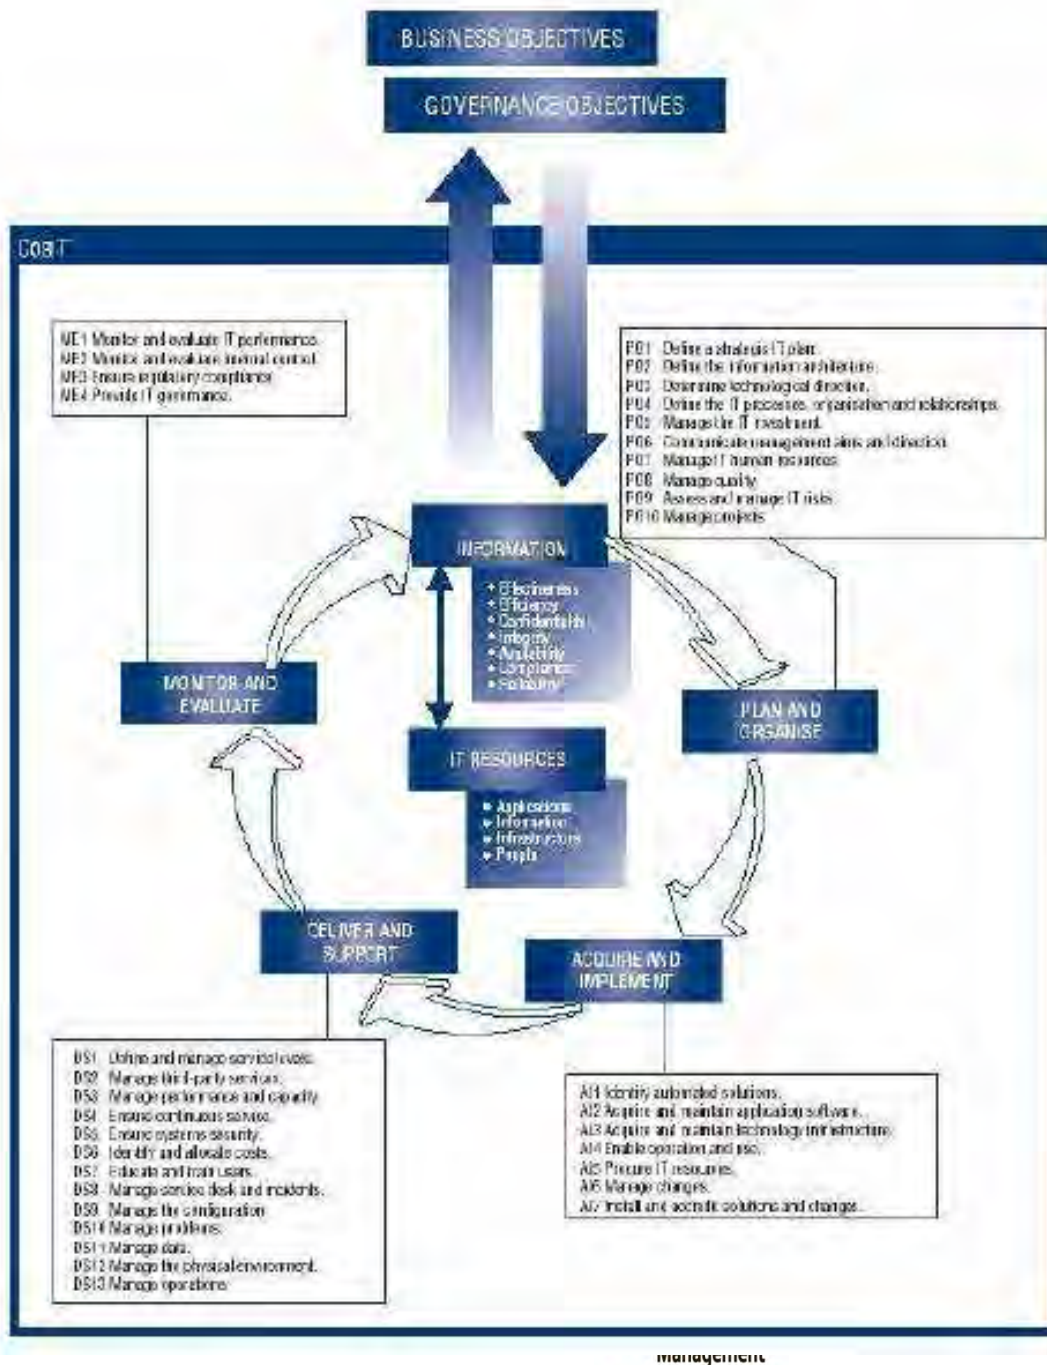 BUSINESS OBJECTIVES
GOVERNANCE OBJECTIVES
COBIT
ME1 Monitor and evaluate IT performance.
ME2 Monitor and evaluate internal control.
ME3 Ensure regulatory compliance.
ME4 Provide IT governance.
PO1 Define a strategic IT plan.
PO2 Define the information architecture.
PO3 Determine technological direction.
PO4 Define the IT processes, organisation and relationships.
PO5 Manage the IT investment.
PO6 Communicate management aims and direction.
PO7 Manage IT human resources.
PO8 Manage quality.
PO9 Assess and manage IT risks.
PO10 Manage projects.
INFORMATION
• Effectiveness
• Efficiency
• Confidentiality
• Integrity
• Availability
• Compliance
• Reliability
MONITOR AND
EVALUATE
PLAN AND
ORGANISE
IT RESOURCES
• Applications
• Information
• Infrastructure
• People
DELIVER AND
SUPPORT
ACQUIRE AND
IMPLEMENT
DS1 Define and manage service levels.
DS2 Manage third-party services.
DS3 Manage performance and capacity.
DS4 Ensure continuous service.
DS5 Ensure systems security.
DS6 Identify and allocate costs.
DS7 Educate and train users.
DS8 Manage service desk and incidents.
DS9 Manage the configuration.
DS10 Manage problems.
DS11 Manage data.
DS12 Manage the physical environment.
DS13 Manage operations.
AI1 Identify automated solutions.
AI2 Acquire and maintain application software.
AI3 Acquire and maintain technology infrastructure.
AI4 Enable operation and use.
AI5 Procure IT resources.
AI6 Manage changes.
AI7 Install and accredit solutions and changes.
Management